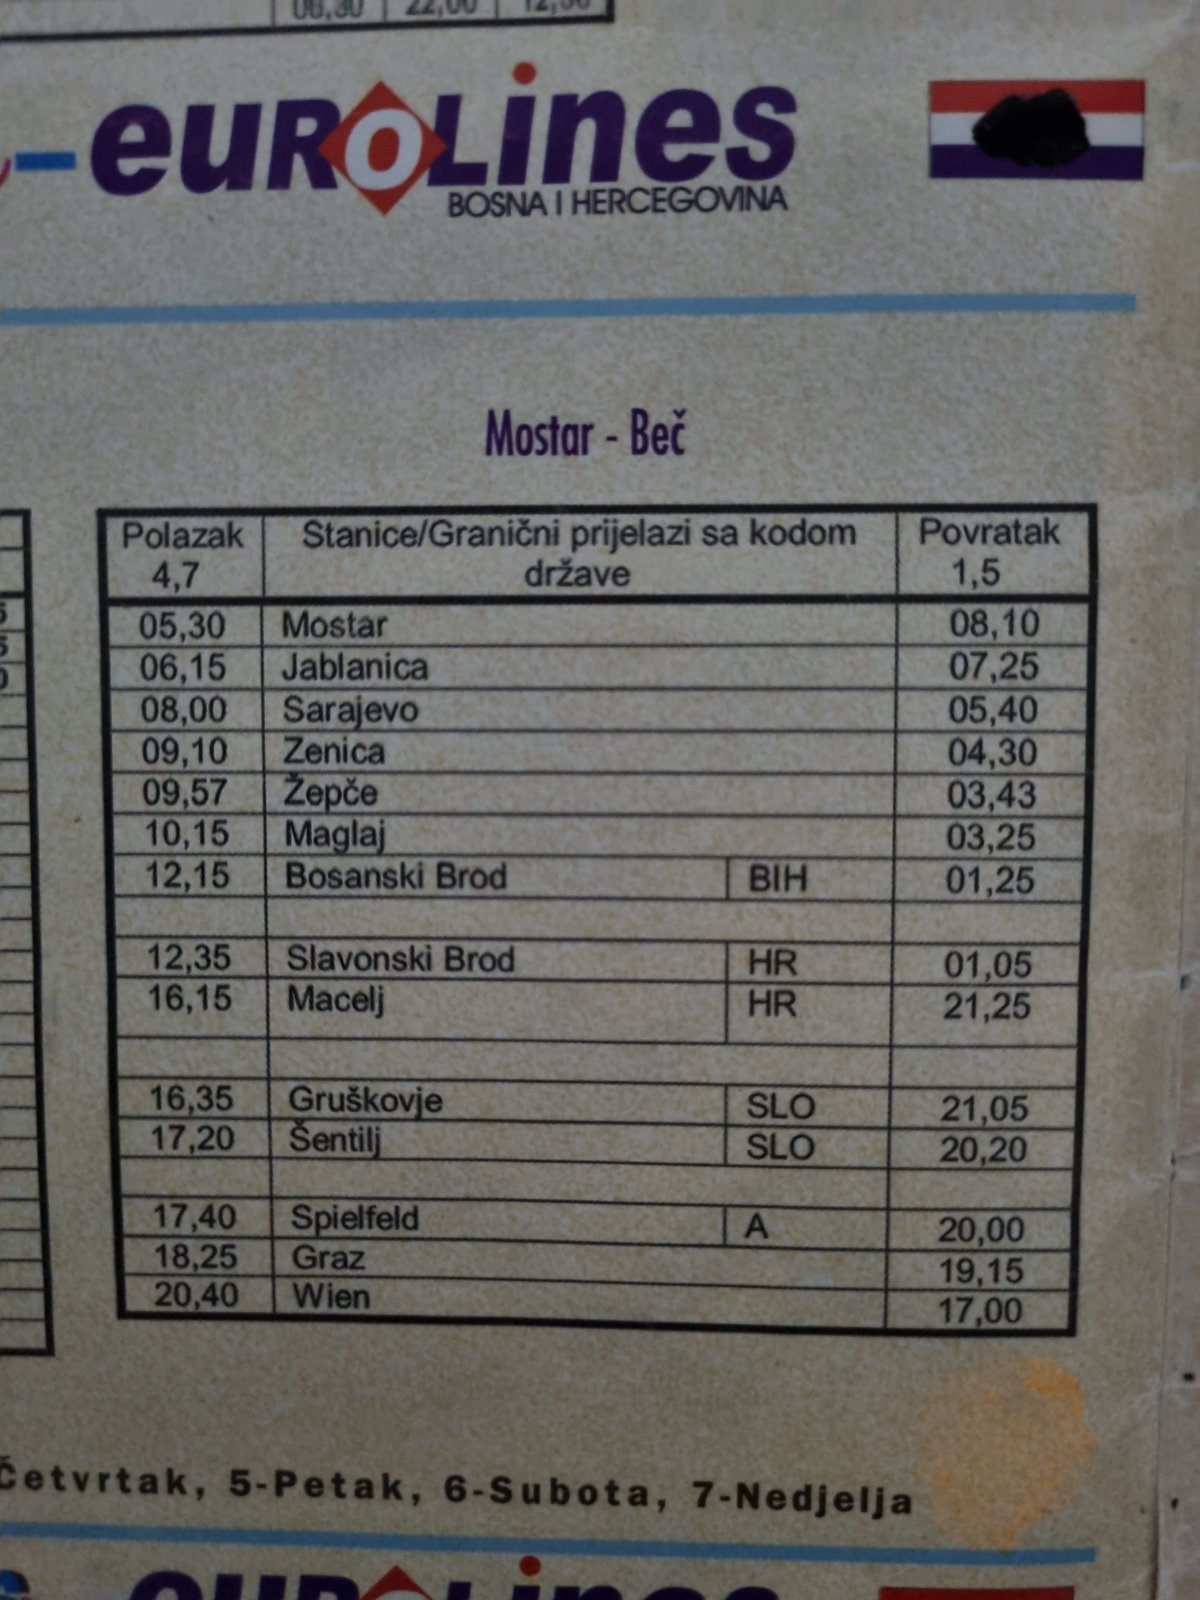 22,00
eurolines
BOSNA I HERCEGOVINA
Mostar - Beč
Polazak 4,7 Stanice/Granični prijelazi sa kodom države Povratak 1,5
05,30 Mostar 08,10
06,15 Jablanica 07,25
08,00 Sarajevo 05,40
09,10 Zenica 04,30
09,57 Žepče 03,43
10,15 Maglaj 03,25
12,15 Bosanski Brod BIH 01,25
12,35 Slavonski Brod HR 01,05
16,15 Macelj HR 21,25
16,35 Gruškovje SLO 21,05
17,20 Šentilj SLO 20,20
17,40 Spielfeld A 20,00
18,25 Graz 19,15
20,40 Wien 17,00
Četvrtak, 5-Petak, 6-Subota, 7-Nedjelja
eurolines